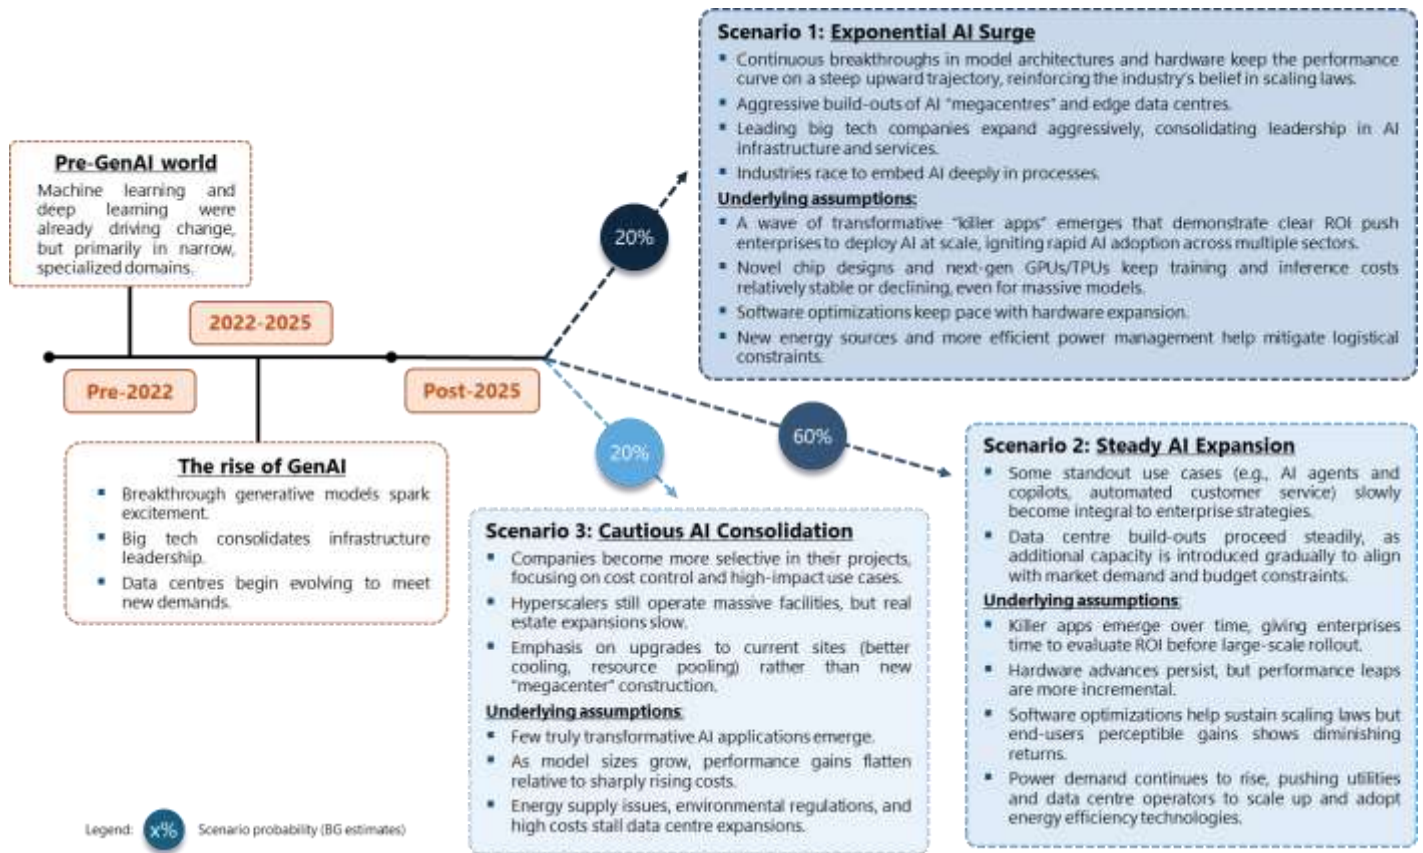 Pre-GenAI world
Machine learning and
deep learning were
already driving change,
but primarily in narrow,
specialized domains.
2022-2025
Pre-2022
Post-2025
The rise of GenAI
▪ Breakthrough generative models spark
excitement.
▪ Big tech consolidates infrastructure
leadership.
▪ Data centres begin evolving to meet
new demands.
20%
60%
20%
Scenario 1: Exponential AI Surge
▪ Continuous breakthroughs in model architectures and hardware keep the performance
curve on a steep upward trajectory, reinforcing the industry's belief in scaling laws.
▪ Aggressive build-outs of AI "megacentres" and edge data centres.
▪ Leading big tech companies expand aggressively, consolidating leadership in AI
infrastructure and services.
▪ Industries race to embed AI deeply in processes.
Underlying assumptions:
▪ A wave of transformative "killer apps" emerges that demonstrate clear ROI push
enterprises to deploy AI at scale, igniting rapid AI adoption across multiple sectors.
▪ Novel chip designs and next-gen GPUs/TPUs keep training and inference costs
relatively stable or declining, even for massive models.
▪ Software optimizations keep pace with hardware expansion.
▪ New energy sources and more efficient power management help mitigate logistical
constraints.
Scenario 2: Steady AI Expansion
▪ Some standout use cases (e.g., AI agents and
copilots, automated customer service) slowly
become integral to enterprise strategies.
▪ Data centre build-outs proceed steadily, as
additional capacity is introduced gradually to align
with market demand and budget constraints.
Underlying assumptions:
▪ Killer apps emerge over time, giving enterprises
time to evaluate ROI before large-scale rollout.
▪ Hardware advances persist, but performance leaps
are more incremental.
▪ Software optimizations help sustain scaling laws but
end-users perceptible gains shows diminishing
returns.
▪ Power demand continues to rise, pushing utilities
and data centre operators to scale up and adopt
energy efficiency technologies.
Scenario 3: Cautious AI Consolidation
▪ Companies become more selective in their projects,
focusing on cost control and high-impact use cases.
▪ Hyperscalers still operate massive facilities, but real
estate expansions slow.
▪ Emphasis on upgrades to current sites (better
cooling, resource pooling) rather than new
"megacenter" construction.
Underlying assumptions:
▪ Few truly transformative AI applications emerge.
▪ As model sizes grow, performance gains flatten
relative to sharply rising costs.
▪ Energy supply issues, environmental regulations, and
high costs stall data centre expansions.
Legend: x% Scenario probability (BG estimates)